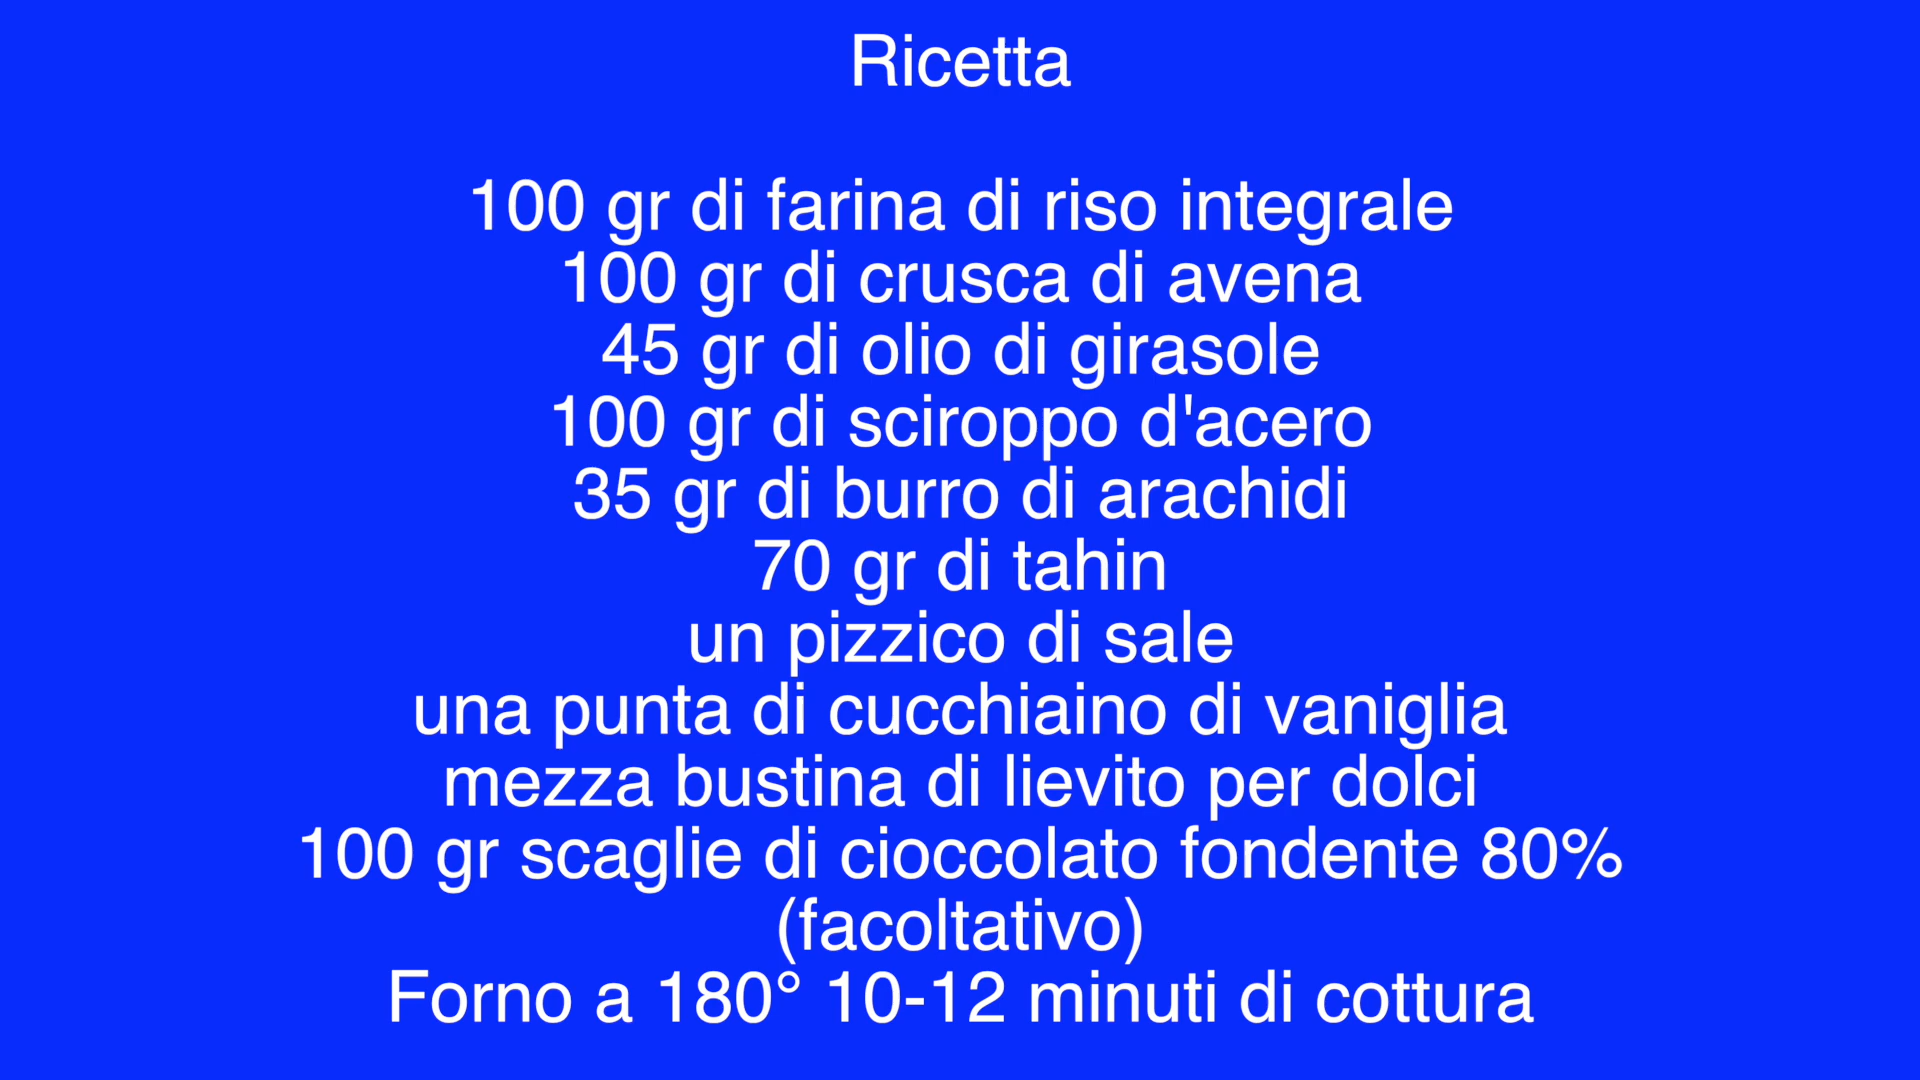 Ricetta
100 gr di farina di riso integrale
100 gr di crusca di avena
45 gr di olio di girasole
100 gr di sciroppo d'acero
35 gr di burro di arachidi
70 gr di tahin
un pizzico di sale
una punta di cucchiaino di vaniglia
mezza bustina di lievito per dolci
100 gr scaglie di cioccolato fondente 80%
(facoltativo)
Forno a 180° 10-12 minuti di cottura